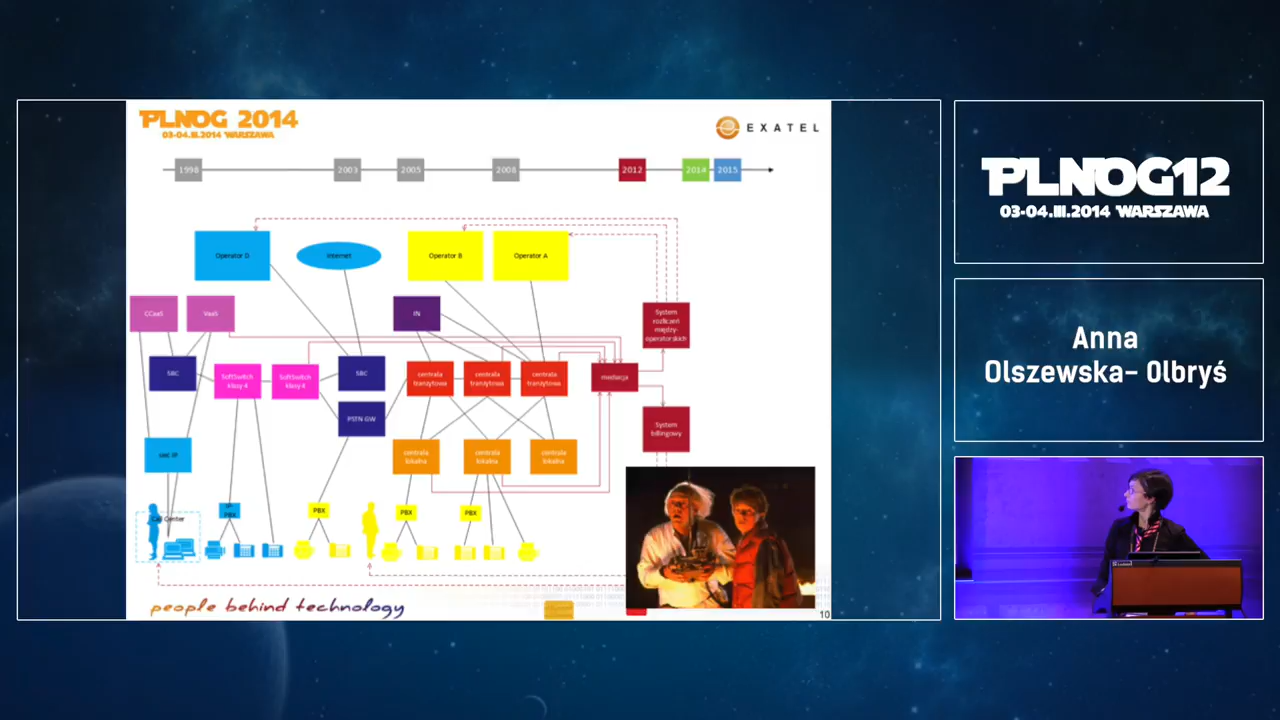 PLNOG 2014
03-04.III.2014 WARSZAWA
EXATEL
1998
2003
2005
2008
2012
2014
2015
Operator D
Internet
Operator B
Operator A
CCaaS
VaaS
IN
System
rozliczeń
między-
operatorskich
SBC
SoftSwitch
klasy 4
SoftSwitch
klasy 4
SBC
centrala
tranzytowa
centrala
tranzytowa
centrala
tranzytowa
mediacja
PSTN GW
System
billingowy
centrala
lokalna
centrala
lokalna
centrala
lokalna
Call Center
IP-
PBX
PBX
PBX
PBX
people behind technology
10
PLNOG12
03-04.III.2014 WARSZAWA
Anna
Olszewska- Olbryś